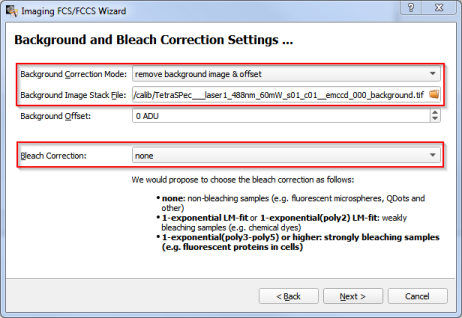 Imaging FCS/FCCS Wizard
Background and Bleach Correction Settings ...
Background Correction Mode: remove background image & offset
Background Image Stack File: /calib/TetraSPec___laser1_488nm_60mW_s01_c01__emccd_000_background.tif
Background Offset: 0 ADU
Bleach Correction: none
We would propose to choose the bleach correction as follows:
• none: non-bleaching samples (e.g. fluorescent microspheres, QDots and
other)
• 1-exponential LM-fit or 1-exponential(poly2) LM-fit: weakly
bleaching samples (e.g. chemical dyes)
• 1-exponential(poly3-poly5) or higher: strongly bleaching samples
(e.g. fluorescent proteins in cells)
< Back Next > Cancel